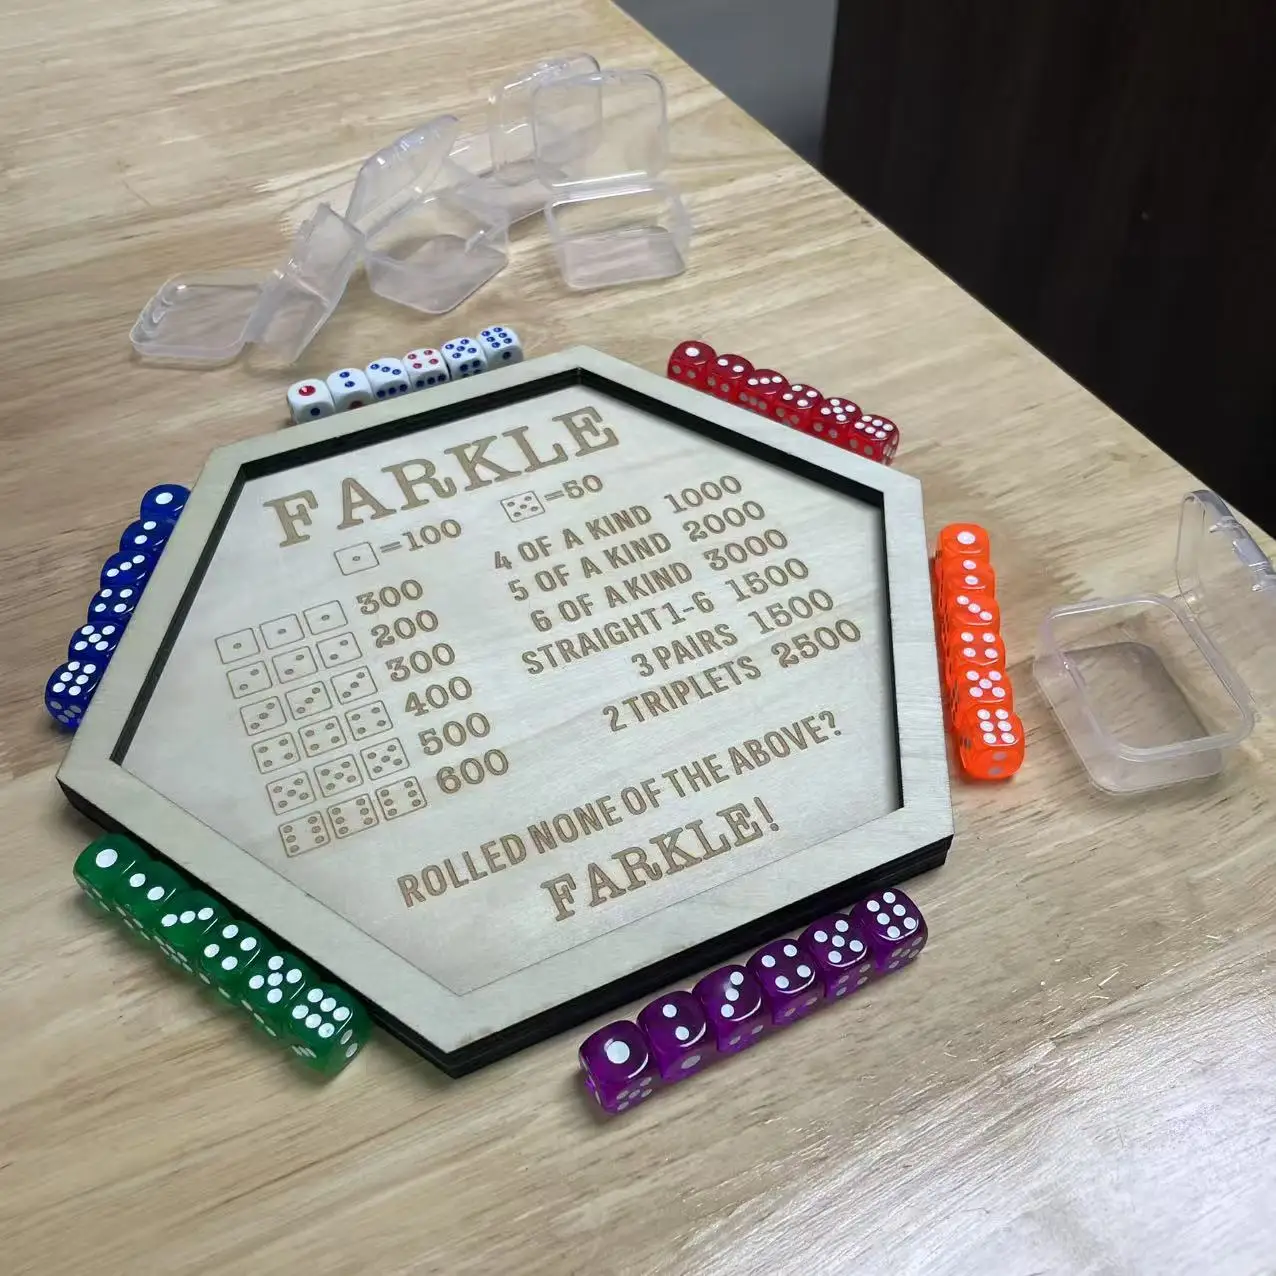 FARKLE
=100
=50
300
200
300
400
500
600
4 OF A KIND 1000
5 OF A KIND 2000
6 OF A KIND 3000
STRAIGHT 1-6 1500
3 PAIRS 1500
2 TRIPLETS 2500
ROLLED NONE OF THE ABOVE?
FARKLE!